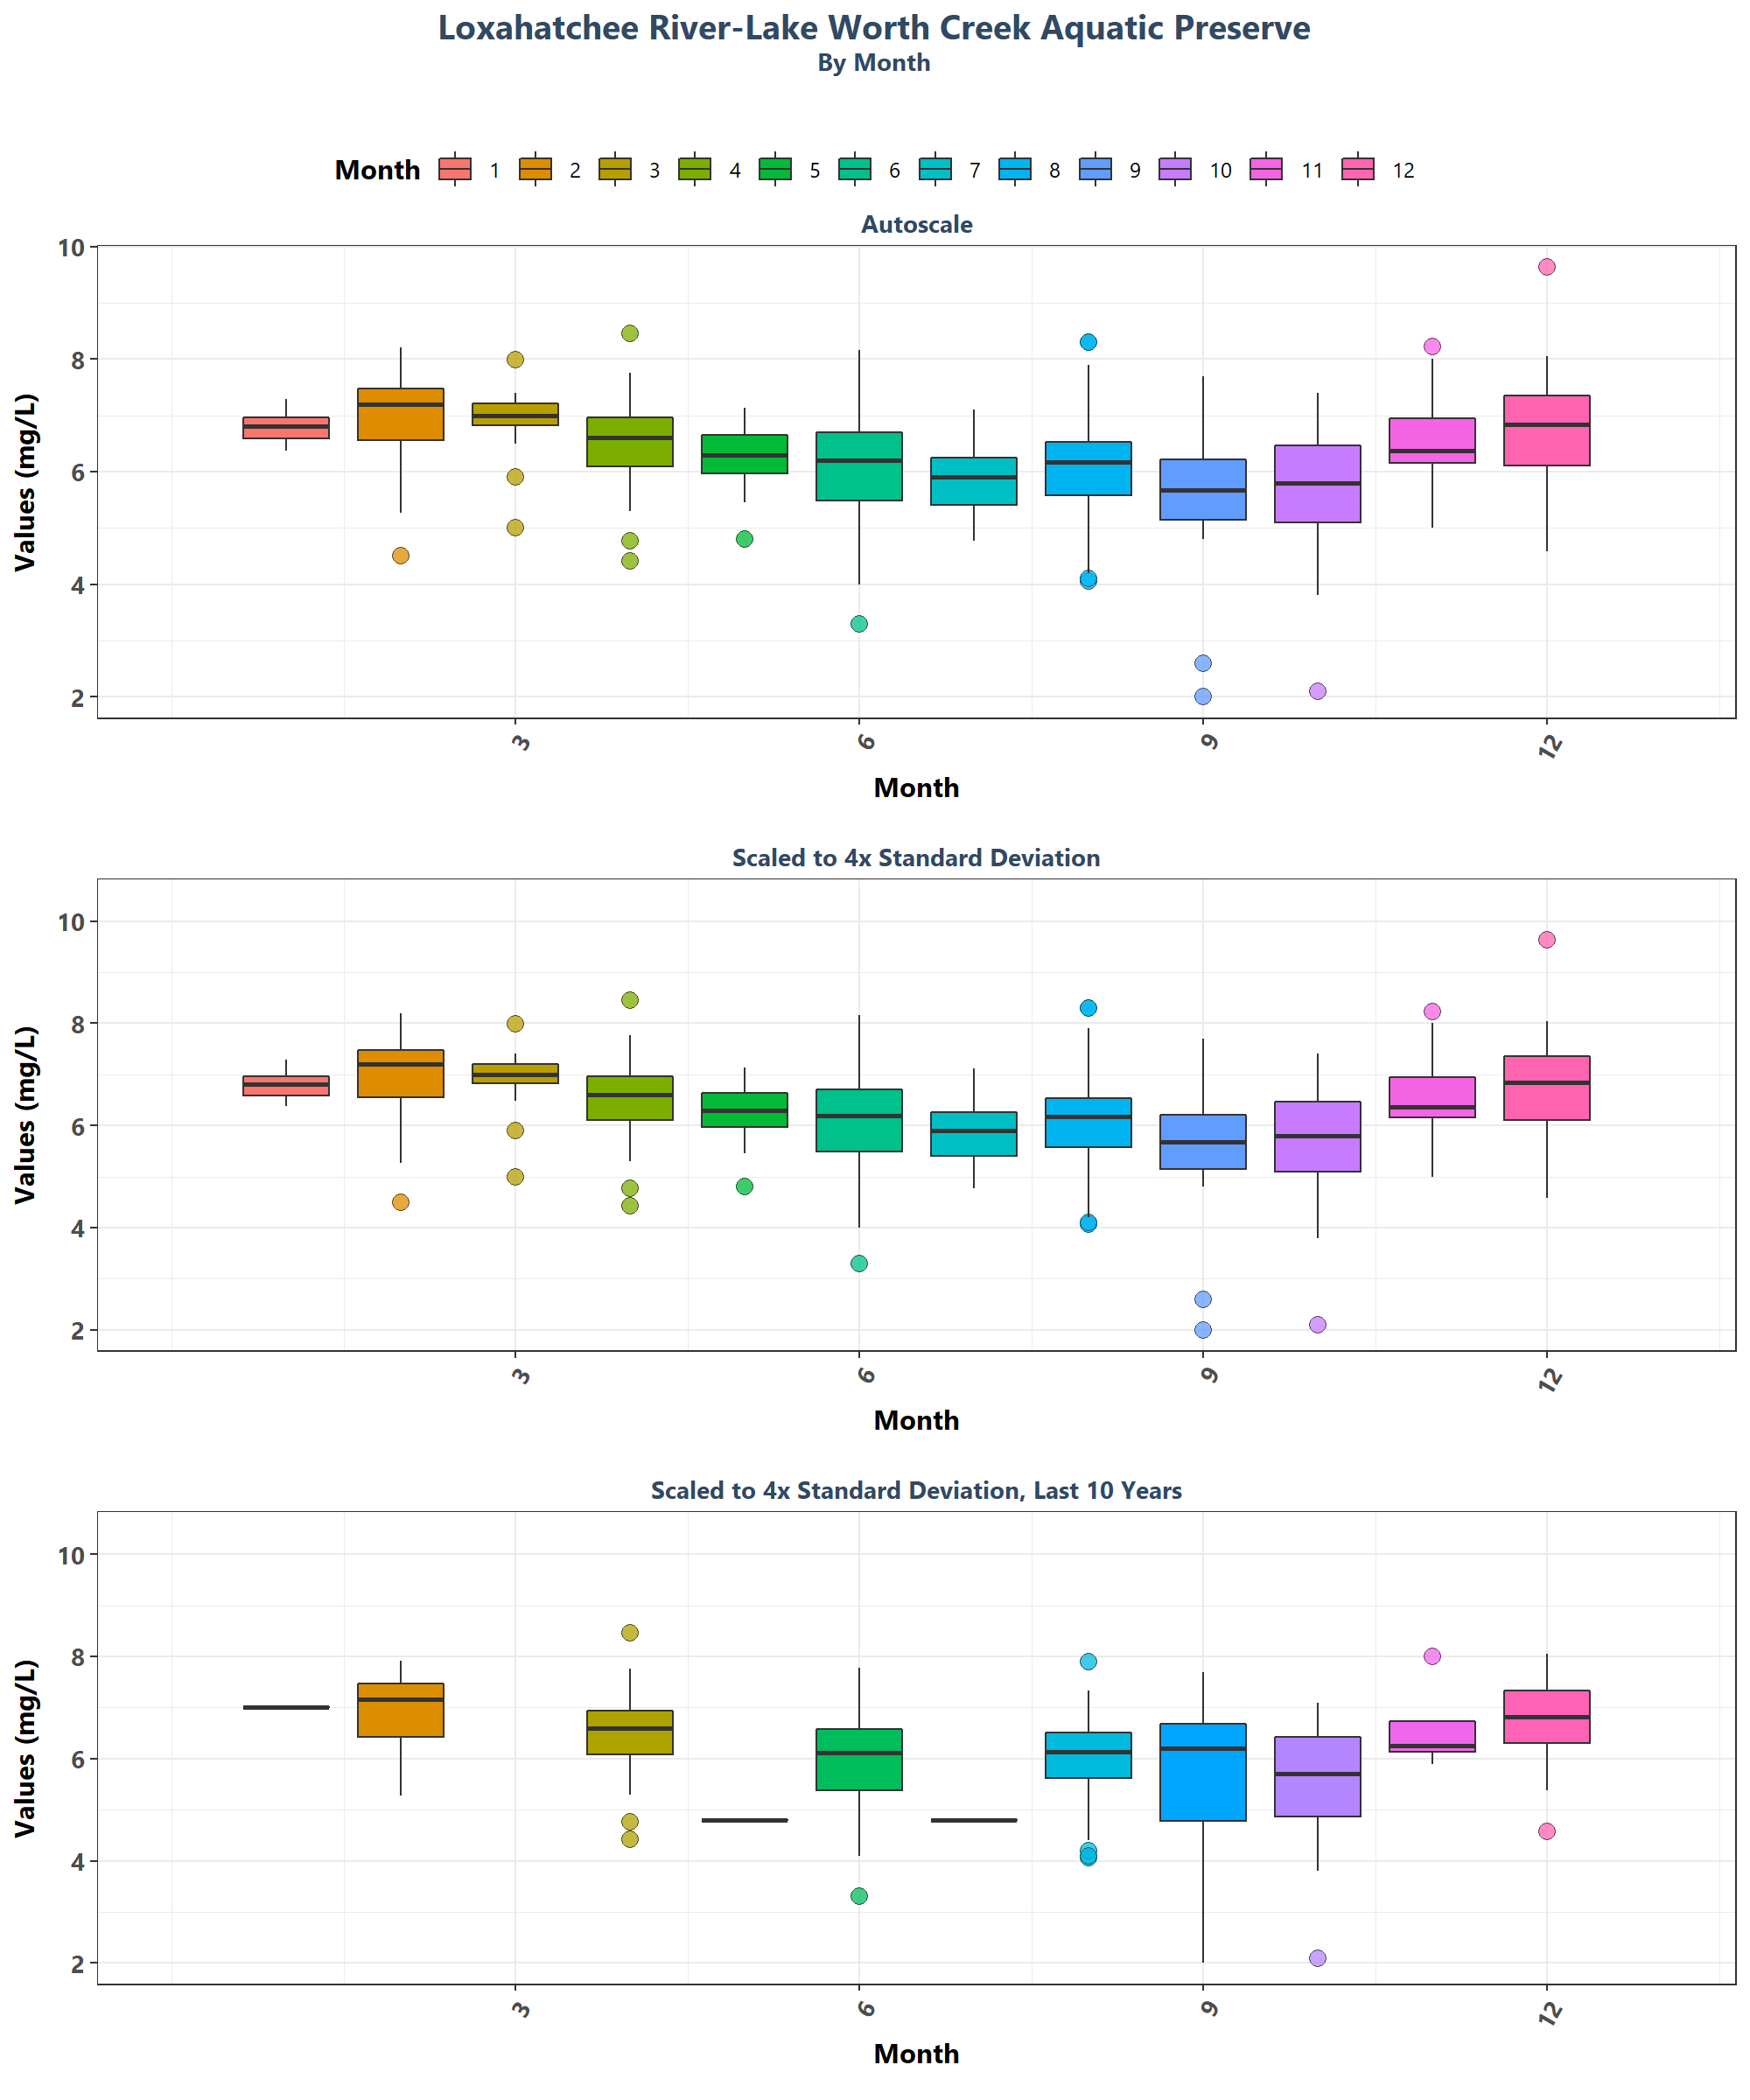 Loxahatchee River-Lake Worth Creek Aquatic Preserve
By Month
Month 1 2 3 4 5 6 7 8 9 10 11 12
Autoscale
Values (mg/L)
10
8
6
4
2
3 6 9 12
Month
Scaled to 4x Standard Deviation
Values (mg/L)
10
8
6
4
2
3 6 9 12
Month
Scaled to 4x Standard Deviation, Last 10 Years
Values (mg/L)
10
8
6
4
2
3 6 9 12
Month